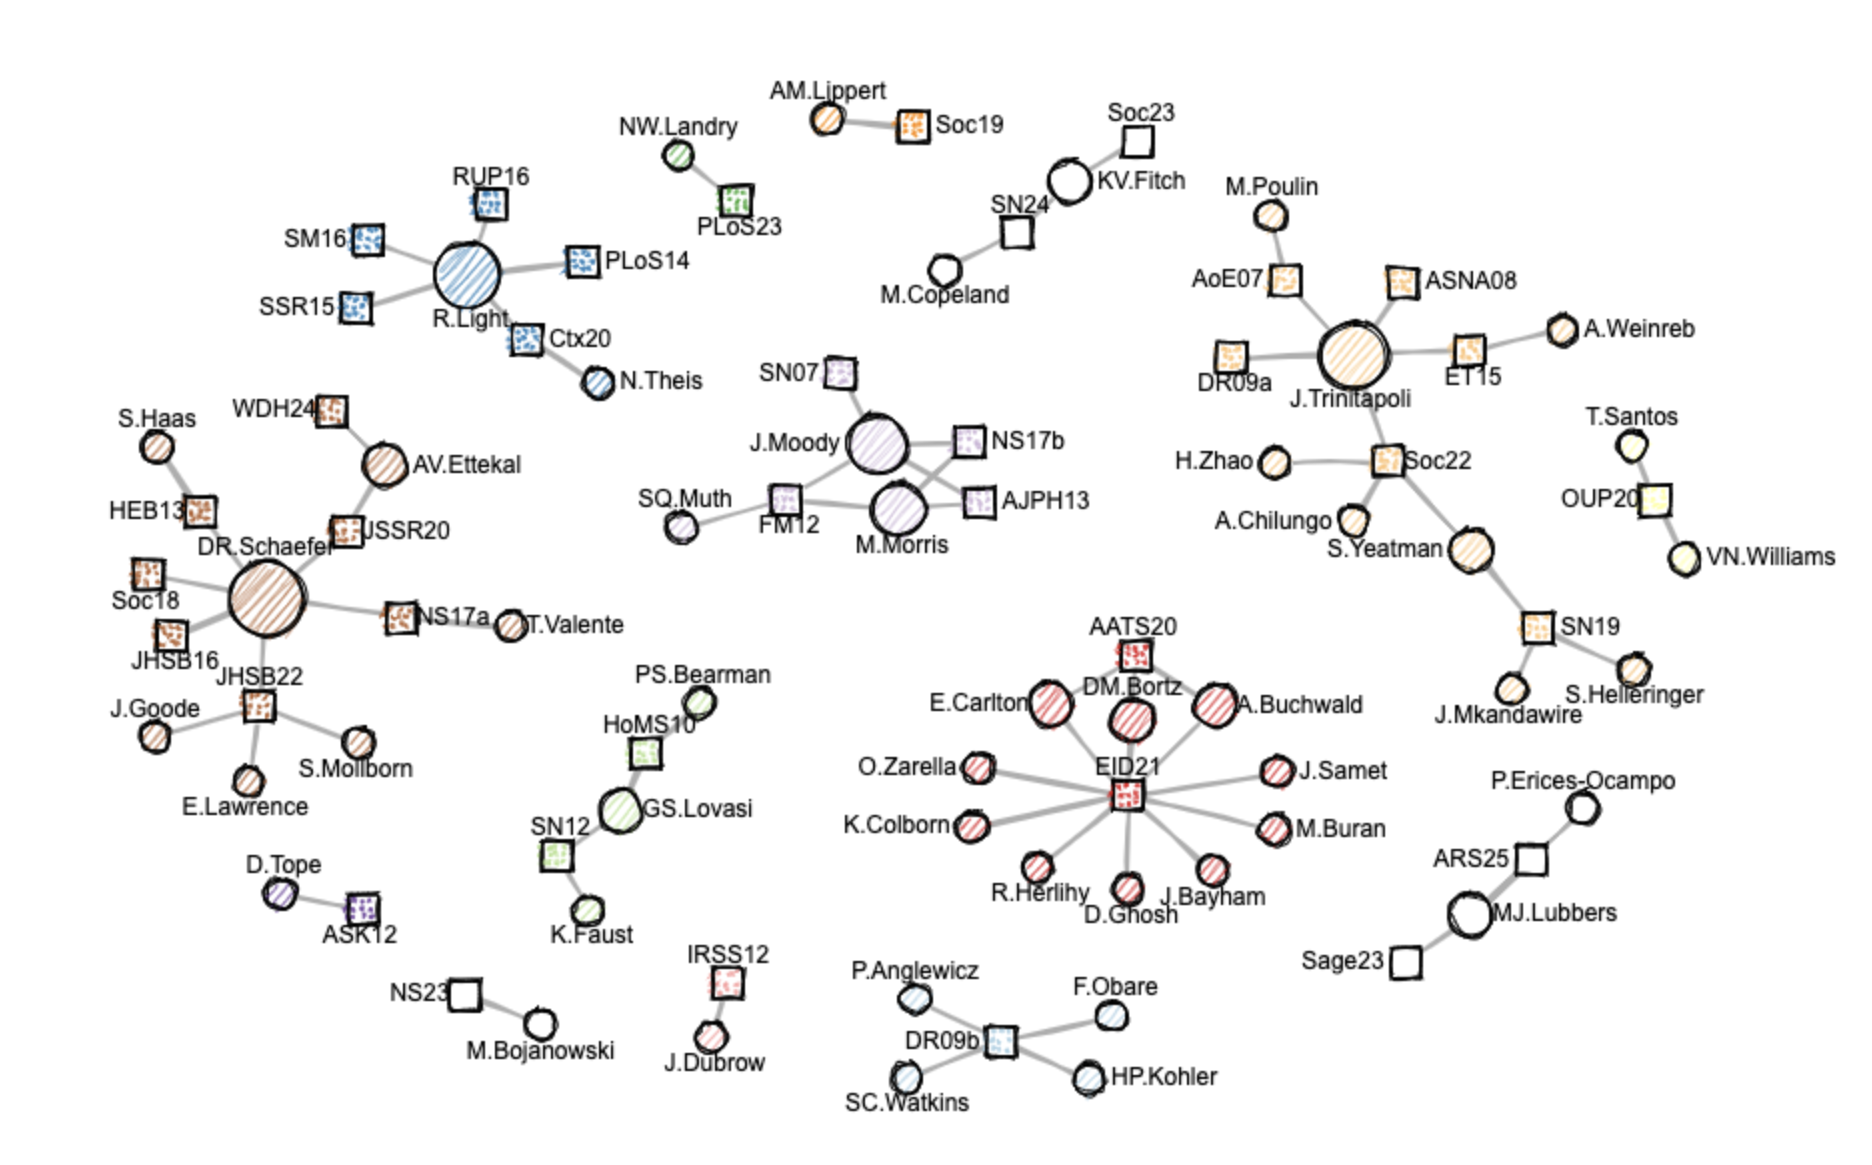 AM.Lippert
Soc19
NW.Landry
PLoS23
Soc23
KV.Fitch
SN24
M.Copeland
RUP16
SM16
PLoS14
SSR15
R.Light
Ctx20
N.Theis
M.Poulin
AoE07
ASNA08
A.Weinreb
DR09a
ET15
J.Trinitapoli
H.Zhao
Soc22
A.Chilungo
S.Yeatman
SN19
S.Helleringer
J.Mkandawire
T.Santos
OUP20
VN.Williams
SN07
J.Moody
NS17b
SQ.Muth
FM12
AJPH13
M.Morris
S.Haas
WDH24
AV.Ettekal
HEB13
JSSR20
DR.Schaefer
Soc18
NS17a
T.Valente
JHSB16
JHSB22
J.Goode
S.Mollborn
E.Lawrence
PS.Bearman
HoMS10
GS.Lovasi
SN12
K.Faust
AATS20
E.Carlton
DM.Bortz
A.Buchwald
O.Zarella
EID21
J.Samet
K.Colborn
M.Buran
R.Herlihy
D.Ghosh
J.Bayham
P.Erices-Ocampo
ARS25
MJ.Lubbers
Sage23
D.Tope
ASK12
NS23
M.Bojanowski
IRSS12
J.Dubrow
P.Anglewicz
F.Obare
DR09b
HP.Kohler
SC.Watkins